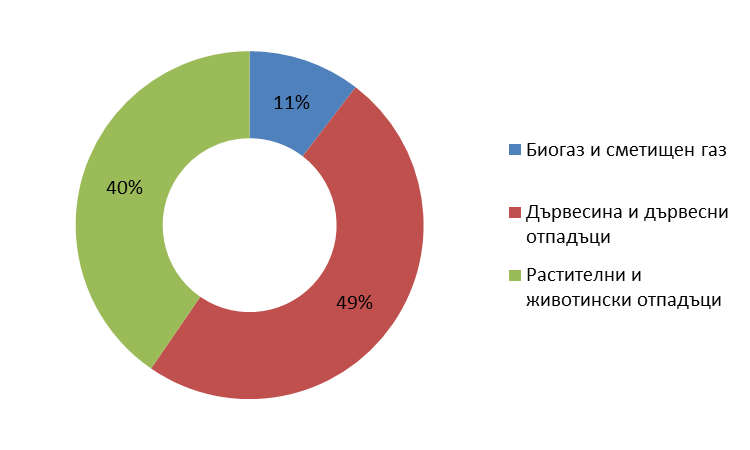 11%
40%
49%
Биогаз и сметищен газ
Дървесина и дървесни
отпадъци
Растителни и
животински отпадъци